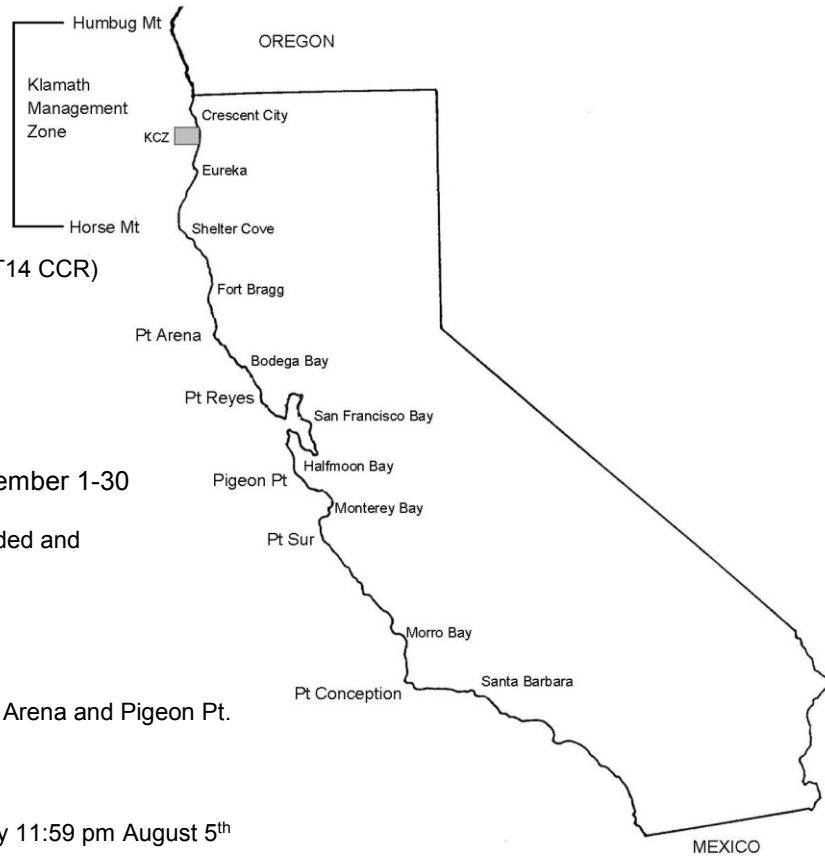 Humbug Mt
OREGON
Klamath
Management
Zone
Crescent City
KCZ
Eureka
Horse Mt
Shelter Cove
T14 CCR)
Fort Bragg
Pt Arena
Bodega Bay
Pt Reyes
San Francisco Bay
Halfmoon Bay
ember 1-30
Pigeon Pt
Monterey Bay
ded and
Pt Sur
Morro Bay
Santa Barbara
Pt Conception
Arena and Pigeon Pt.
y 11:59 pm August 5th
MEXICO